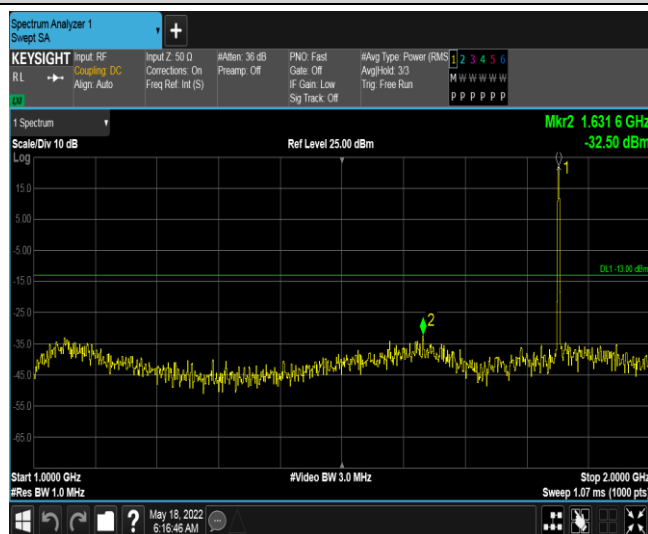 Spectrum Analyzer 1
Swept SA
KEYSIGHT
RL
Input: RF
Coupling: DC
Align: Auto
Input Z: 50 Ω
Corrections: On
Freq Ref: Int (S)
#Atten: 36 dB
Preamp: Off
PNO: Fast
Gate: Off
IF Gain: Low
Sig Track: Off
#Avg Type: Power (RMS
Avg|Hold: 3/3
Trig: Free Run
1 2 3 4 5 6
M W W W W W
P P P P P P
1 Spectrum
Mkr2 1.631 6 GHz
Scale/Div 10 dB
Ref Level 25.00 dBm
-32.50 dBm
Log
1
15.0
5.00
-5.00
DL1 -13.00 dBm
-15.0
-25.0
2
-35.0
-45.0
-55.0
-65.0
Start 1.0000 GHz
#Video BW 3.0 MHz
Stop 2.0000 GHz
#Res BW 1.0 MHz
Sweep 1.07 ms (1000 pts)
?
May 18, 2022
6:16:46 AM